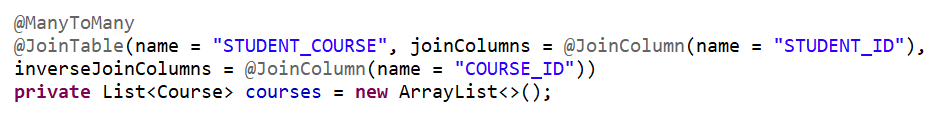 @ManyToMany
@JoinTable(name = "STUDENT_COURSE", joinColumns = @JoinColumn(name = "STUDENT_ID"),
inverseJoinColumns = @JoinColumn(name = "COURSE_ID"))
private List<Course> courses = new ArrayList<>();